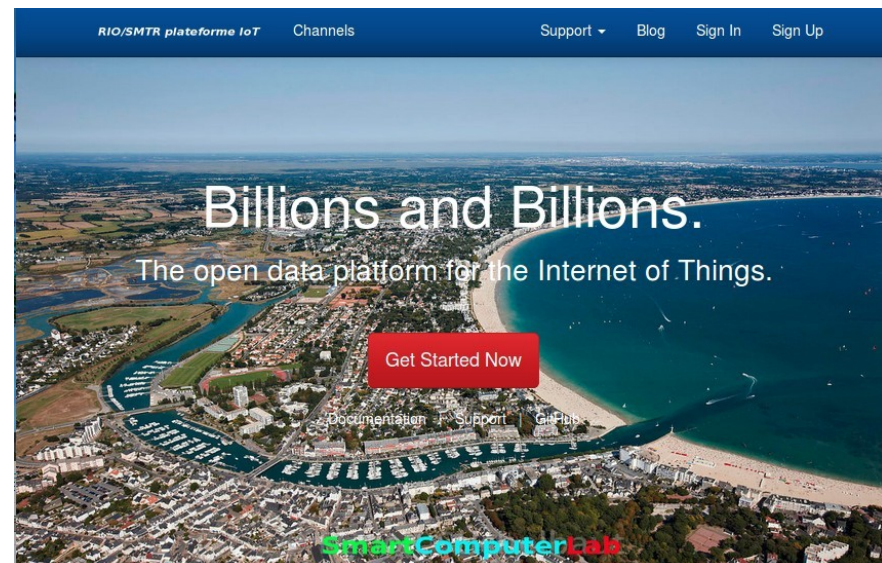 RIO/SMTR plateforme IoT Channels Support Blog Sign In Sign Up
Billions and Billions.
The open data platform for the Internet of Things.
Get Started Now
Documentation | Support | GitHub
SmartComputerLab